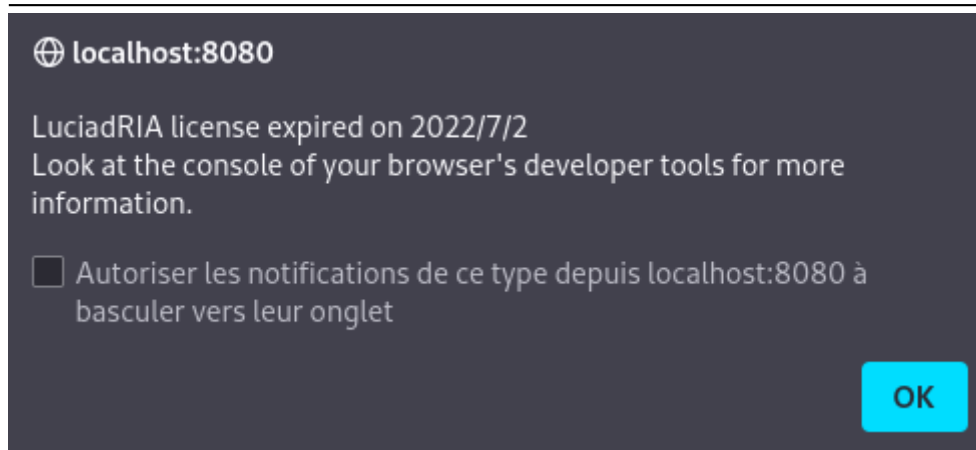 localhost:8080
LuciadRIA license expired on 2022/7/2
Look at the console of your browser's developer tools for more
information.
Autoriser les notifications de ce type depuis localhost:8080 à
basculer vers leur onglet
OK